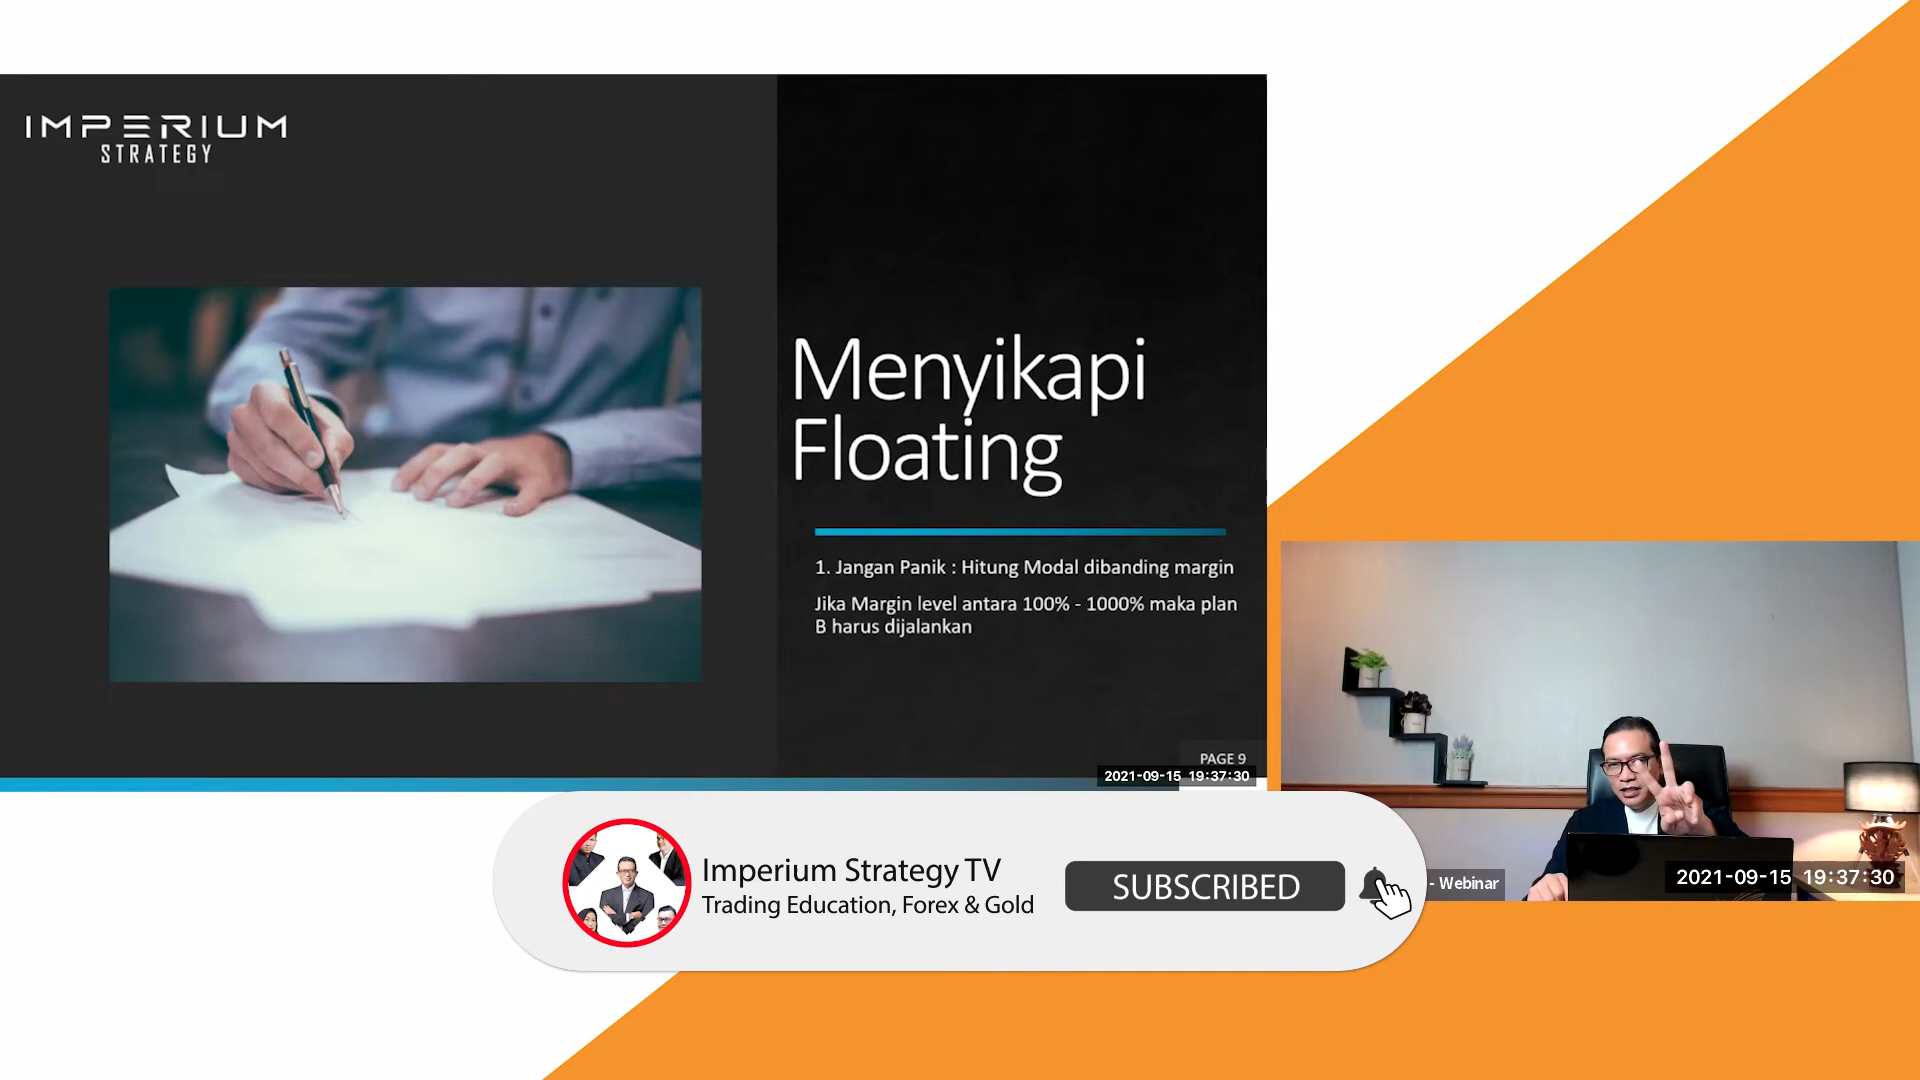 IMPERIUM
STRATEGY
Menyikapi
Floating
1. Jangan Panik : Hitung Modal dibanding margin
Jika Margin level antara 100% - 1000% maka plan
B harus dijalankan
PAGE 9
2021-09-15 19:37:30
Imperium Strategy TV
Trading Education, Forex & Gold
SUBSCRIBED
- Webinar
2021-09-15 19:37:30